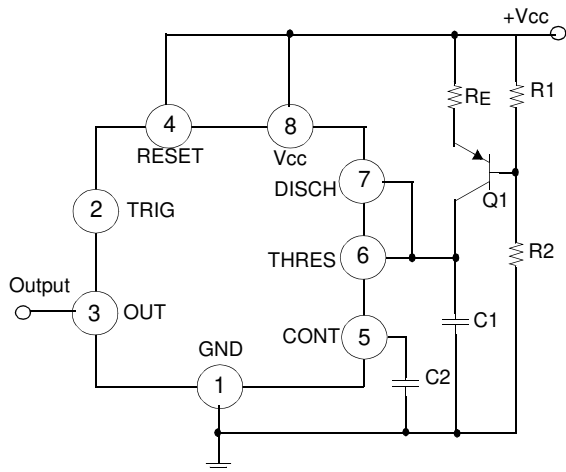 +Vcc
RE
R1
4
RESET
8
Vcc
7
DISCH
Q1
2
TRIG
6
THRES
R2
Output
3
OUT
5
CONT
C1
GND
1
C2